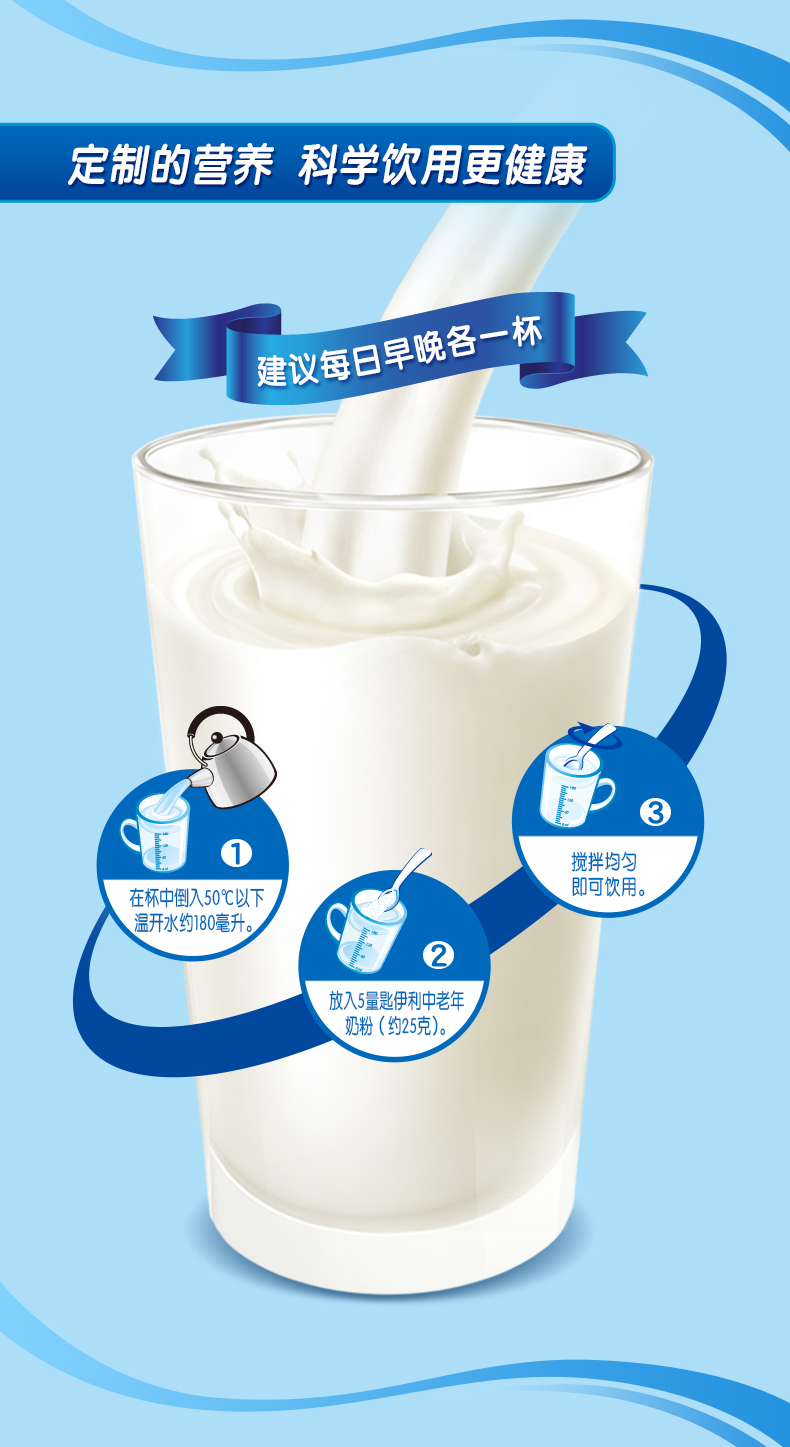 定制的营养 科学饮用更健康
建议每日早晚各一杯
1
在杯中倒入50℃以下
温开水约180毫升。
2
放入5量匙伊利中老年
奶粉（约25克）。
3
搅拌均匀
即可饮用。